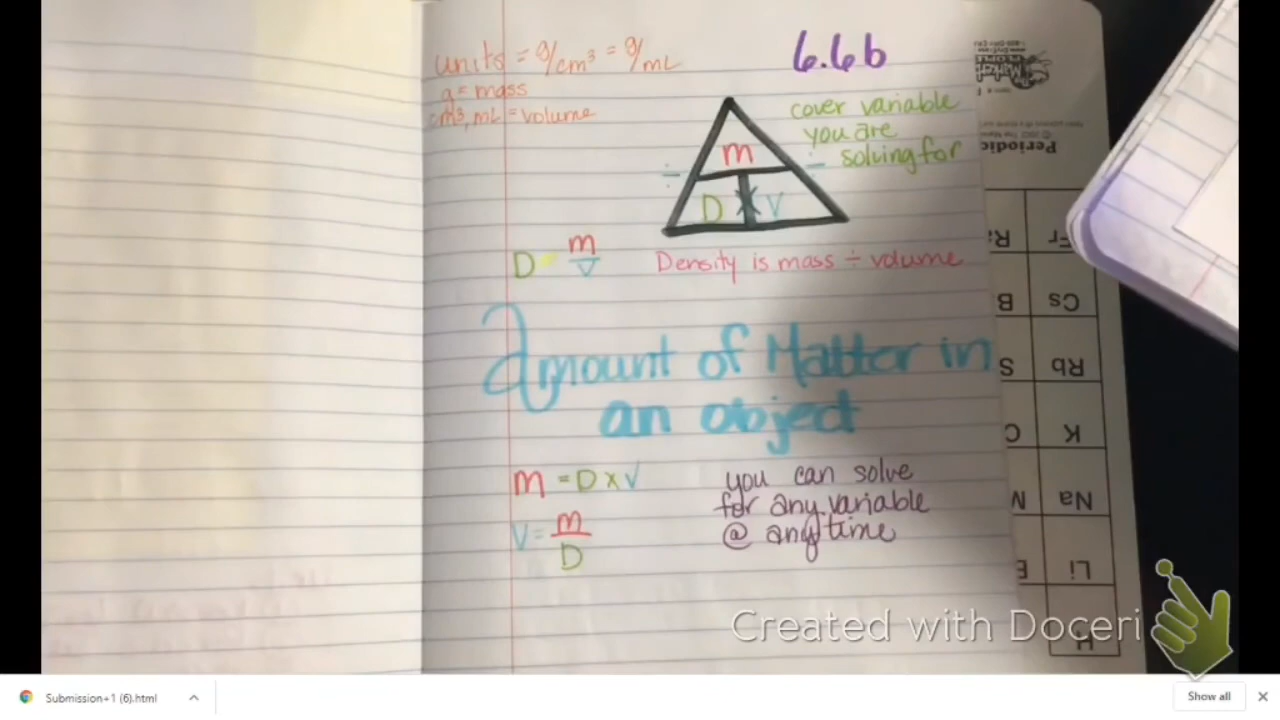 units = g/cm³ = g/mL
g = mass
cm³, mL = volume
6.6b
cover variable
you are
solving for
m
÷ ÷
D x V
D = m/V
Density is mass ÷ volume
Amount of Matter in
an object
m = D x V
V = m/D
you can solve
for any variable
@ anytime
Periodic
Fr Ra
Cs B
Rb S
K C
Na M
Li B
H
Created with Doceri
Submission+1 (6).html
Show all